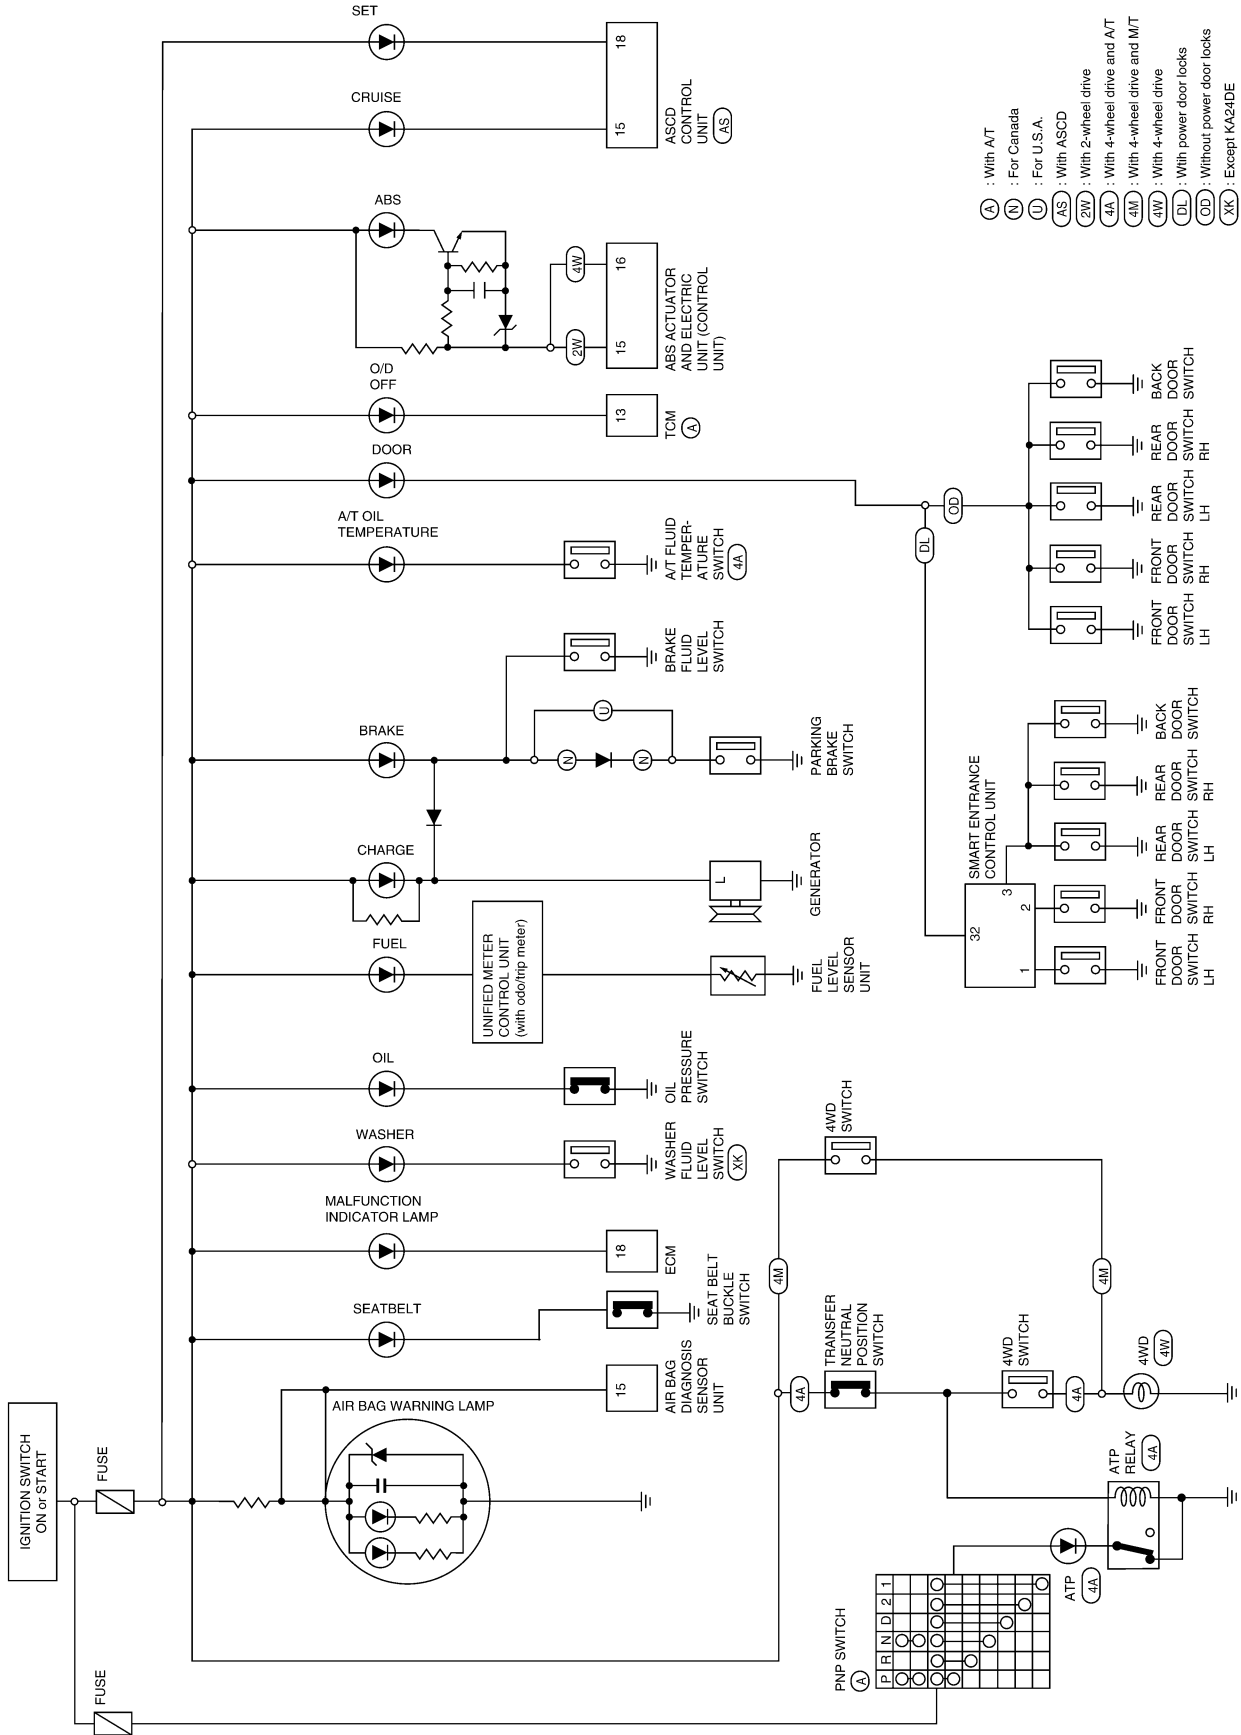 SET
18
CRUISE
15
ASCD
CONTROL
UNIT
AS
ABS
4W
16
2W
15
ABS ACTUATOR
AND ELECTRIC
UNIT (CONTROL
UNIT)
O/D
OFF
13
TCM
A
DOOR
A/T OIL
TEMPERATURE
A/T FLUID
TEMPER-
ATURE
SWITCH
4A
BRAKE
FLUID
LEVEL
SWITCH
BRAKE
U
N
N
PARKING
BRAKE
SWITCH
CHARGE
L
GENERATOR
FUEL
UNIFIED METER
CONTROL UNIT
(with odo/trip meter)
FUEL
LEVEL
SENSOR
UNIT
OIL
OIL
PRESSURE
SWITCH
WASHER
WASHER
FLUID
LEVEL
SWITCH
XK
MALFUNCTION
INDICATOR LAMP
18
ECM
SEATBELT
SEAT BELT
BUCKLE
SWITCH
15
AIR BAG
DIAGNOSIS
SENSOR
UNIT
AIR BAG WARNING LAMP
IGNITION SWITCH
ON or START
FUSE
FUSE
A : With A/T
N : For Canada
U : For U.S.A.
AS : With ASCD
2W : With 2-wheel drive
4A : With 4-wheel drive and A/T
4M : With 4-wheel drive and M/T
4W : With 4-wheel drive
DL : Wtih power door locks
OD : Without power door locks
XK : Except KA24DE
OD
DL
BACK
DOOR
SWITCH
REAR
DOOR
SWITCH
RH
REAR
DOOR
SWITCH
LH
FRONT
DOOR
SWITCH
RH
FRONT
DOOR
SWITCH
LH
SMART ENTRANCE
CONTROL UNIT
32
3
2
1
BACK
DOOR
SWITCH
REAR
DOOR
SWITCH
RH
REAR
DOOR
SWITCH
LH
FRONT
DOOR
SWITCH
RH
FRONT
DOOR
SWITCH
LH
4WD
SWITCH
4M
4M
4A
TRANSFER
NEUTRAL
POSITION
SWITCH
4WD
SWITCH
4A
4WD
4W
ATP
RELAY
4A
ATP
4A
PNP SWITCH
A
P R N D 2 1